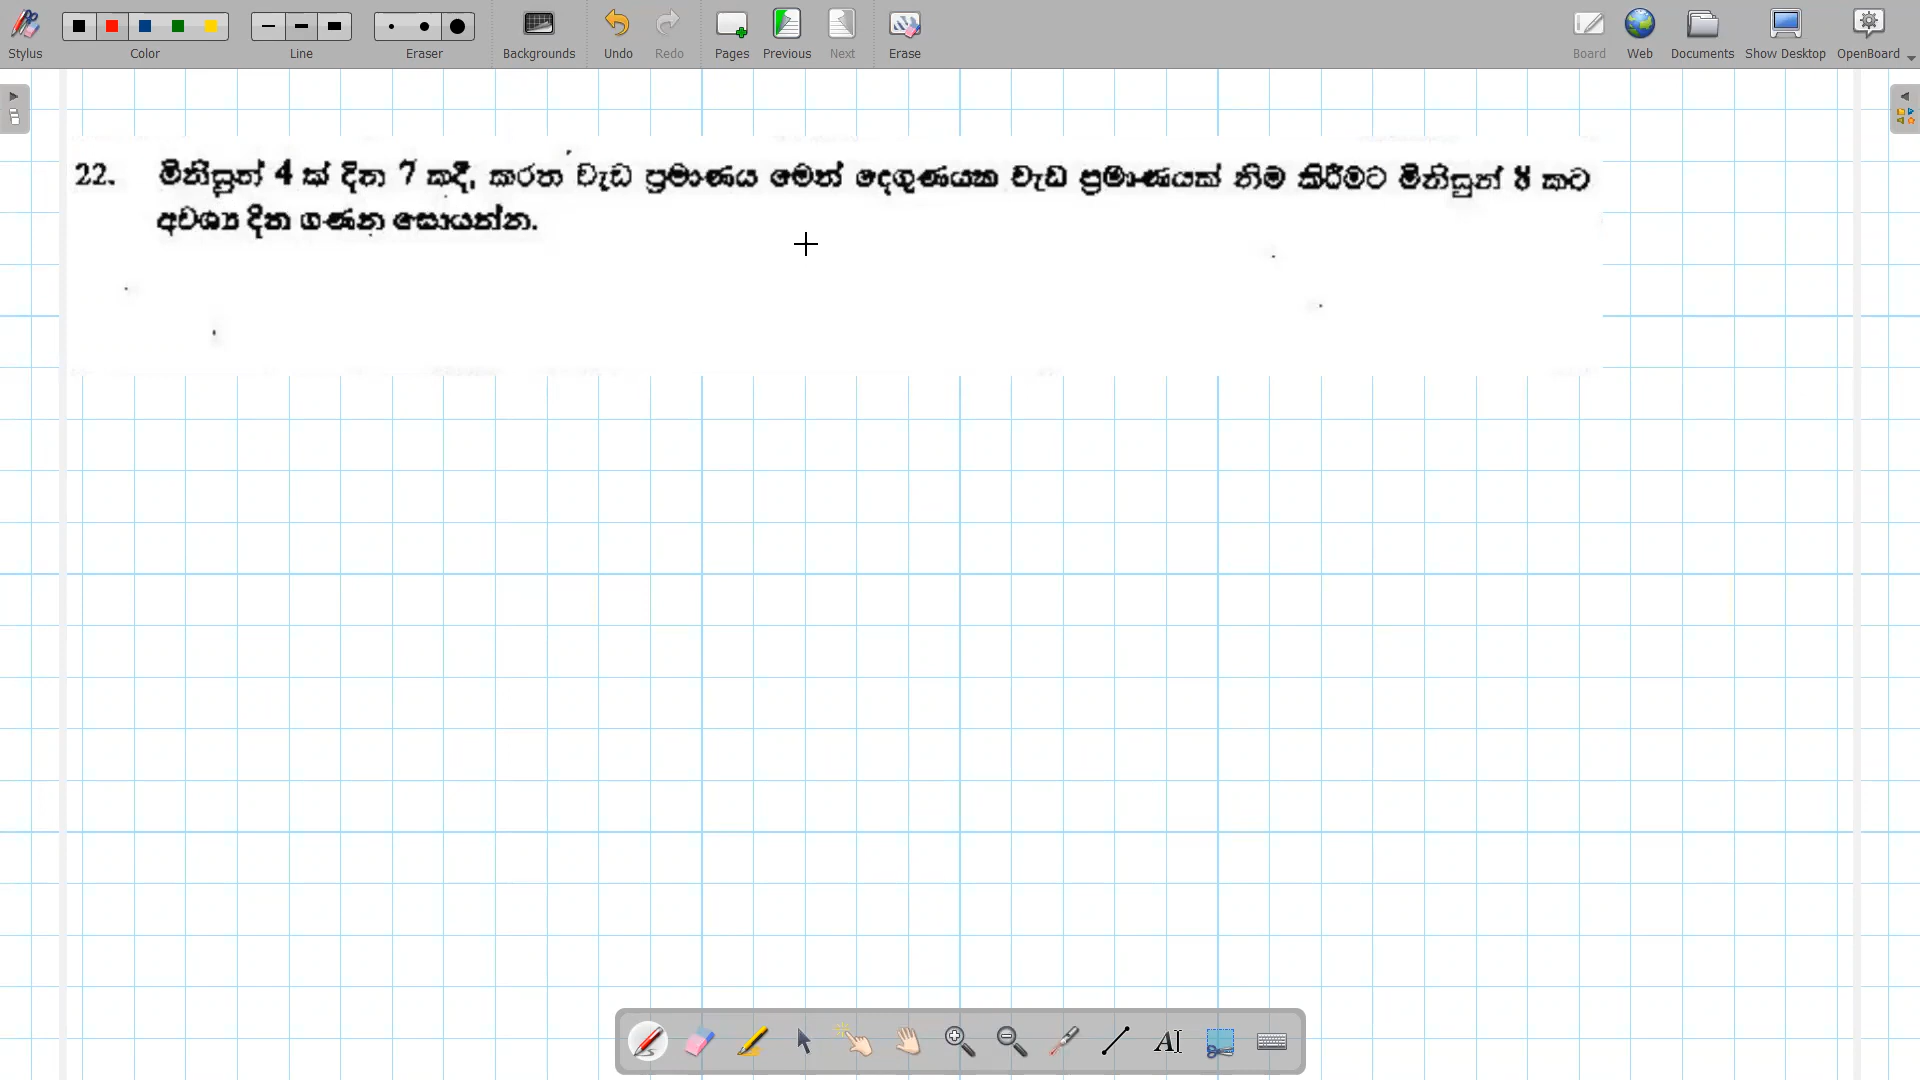 Stylus
Color
Line
Eraser
Backgrounds
Undo
Redo
Pages
Previous
Next
Erase
Board
Web
Documents
Show Desktop
OpenBoard
22. මිනිසුන් 4 ක් දින 7 කදී, කරන වැඩ ප්‍රමාණය මෙන් දෙගුණයක වැඩ ප්‍රමාණයක් නිම කිරීමට මිනිසුන් 8 කට
අවශ්‍ය දින ගණන සොයන්න.